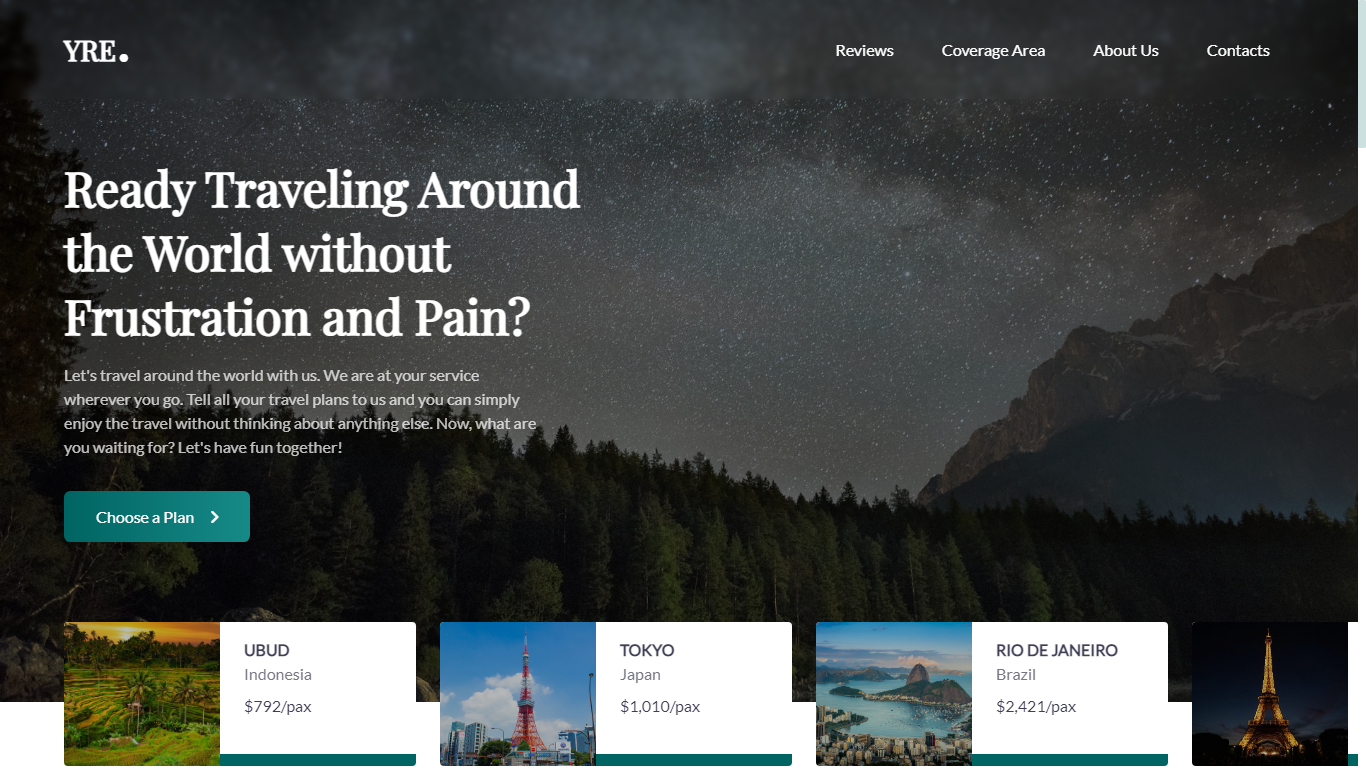 YRE.
Reviews
Coverage Area
About Us
Contacts
Ready Traveling Around
the World without
Frustration and Pain?
Let's travel around the world with us. We are at your service
wherever you go. Tell all your travel plans to us and you can simply
enjoy the travel without thinking about anything else. Now, what are
you waiting for? Let's have fun together!
Choose a Plan
UBUD
Indonesia
$792/pax
TOKYO
Japan
$1,010/pax
RIO DE JANEIRO
Brazil
$2,421/pax